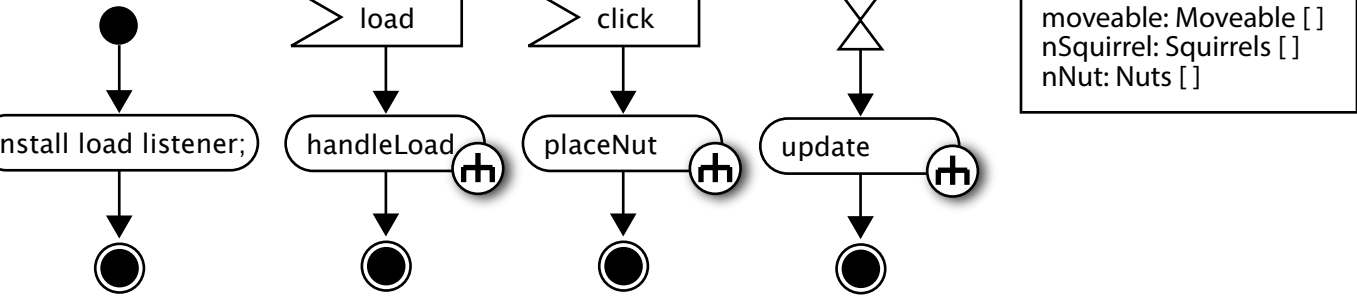 load
click
moveable: Moveable [ ]
nSquirrel: Squirrels [ ]
nNut: Nuts [ ]
nstall load listener;
handleLoad
placeNut
update